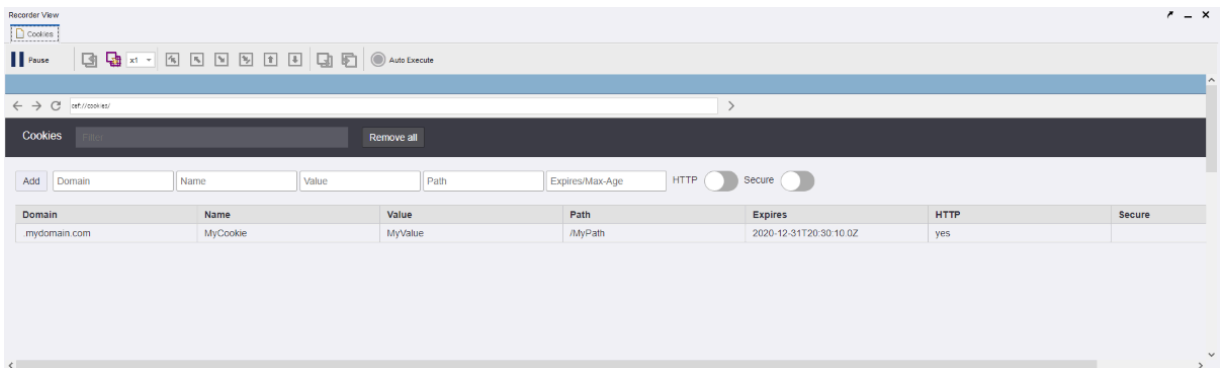 Recorder View
Cookies
Pause x1 Auto Execute
cef://cookies/
Cookies Filter Remove all
Add Domain Name Value Path Expires/Max-Age HTTP Secure
Domain Name Value Path Expires HTTP Secure
.mydomain.com MyCookie MyValue /MyPath 2020-12-31T20:30:10.0Z yes